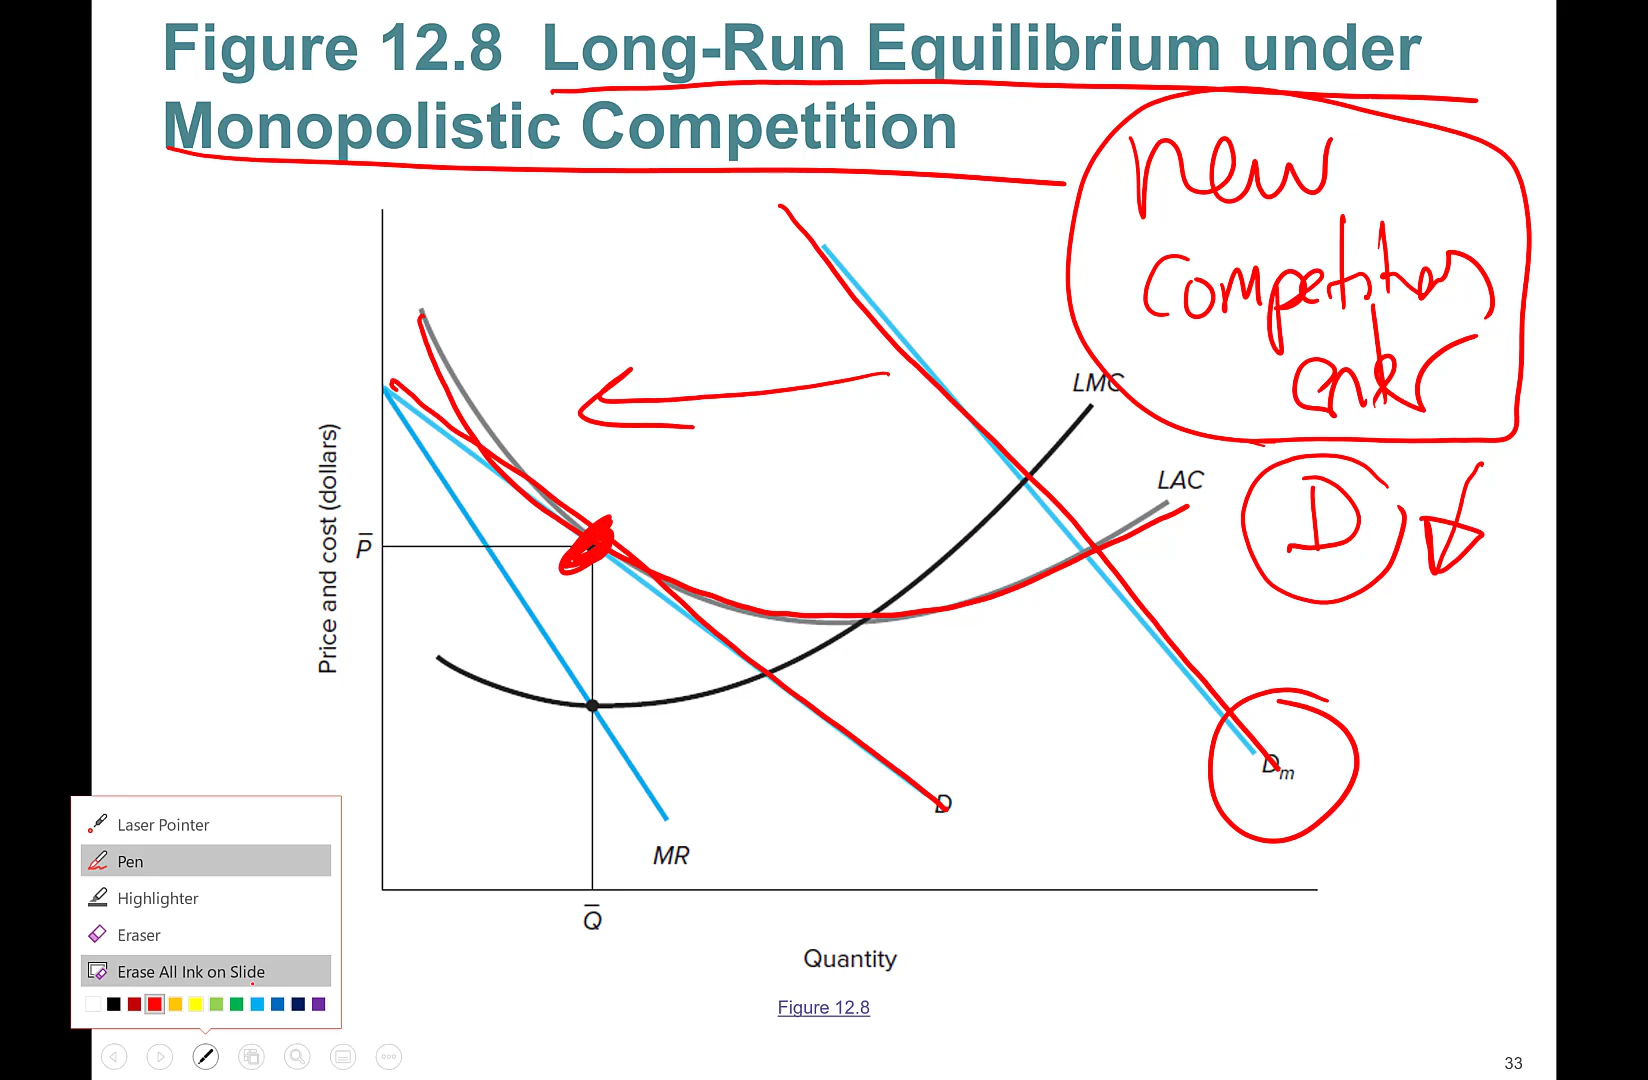 Figure 12.8 Long-Run Equilibrium under
Monopolistic Competition
new
competitors
enter
LMC
LAC
D
Price and cost (dollars)
P̅
D
Dₘ
MR
Q̅
Quantity
Figure 12.8
Laser Pointer
Pen
Highlighter
Eraser
Erase All Ink on Slide
33